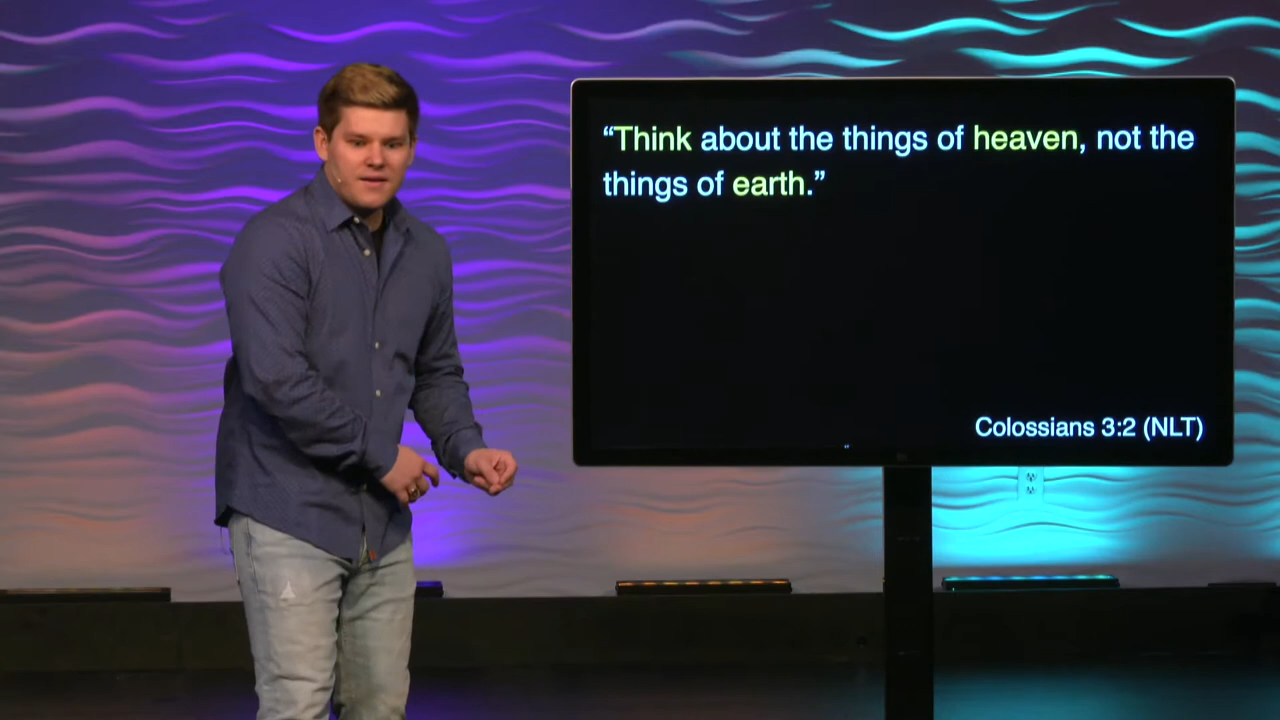 “Think about the things of heaven, not the
things of earth.”
Colossians 3:2 (NLT)